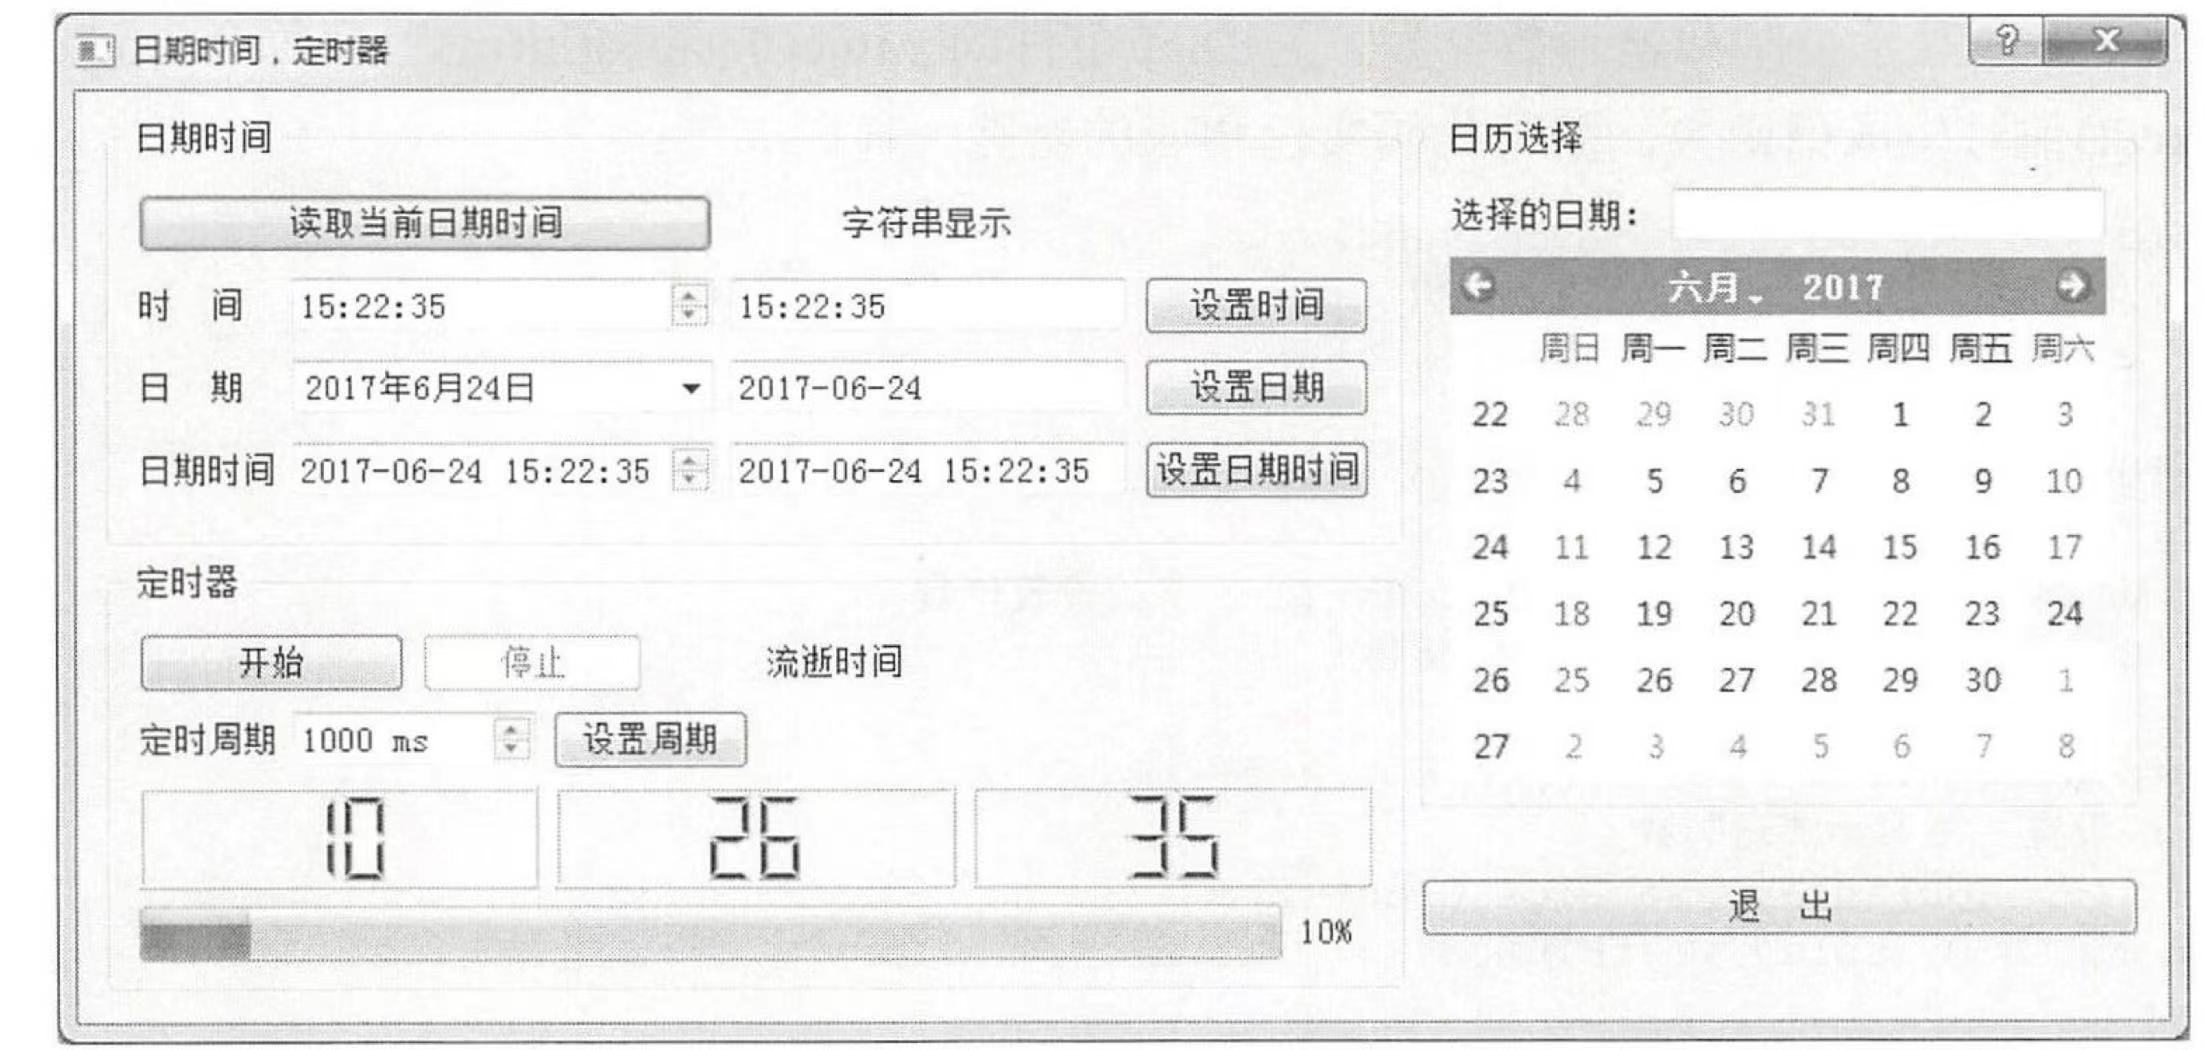 日期时间，定时器
日期时间
读取当前日期时间 字符串显示
时 间 15:22:35 15:22:35 设置时间
日 期 2017年6月24日 2017-06-24 设置日期
日期时间 2017-06-24 15:22:35 2017-06-24 15:22:35 设置日期时间
定时器
开始 停止 流逝时间
定时周期 1000 ms 设置周期
10 26 35
10%
日历选择
选择的日期：
六月、 2017
周日 周一 周二 周三 周四 周五 周六
22 28 29 30 31 1 2 3
23 4 5 6 7 8 9 10
24 11 12 13 14 15 16 17
25 18 19 20 21 22 23 24
26 25 26 27 28 29 30 1
27 2 3 4 5 6 7 8
退 出